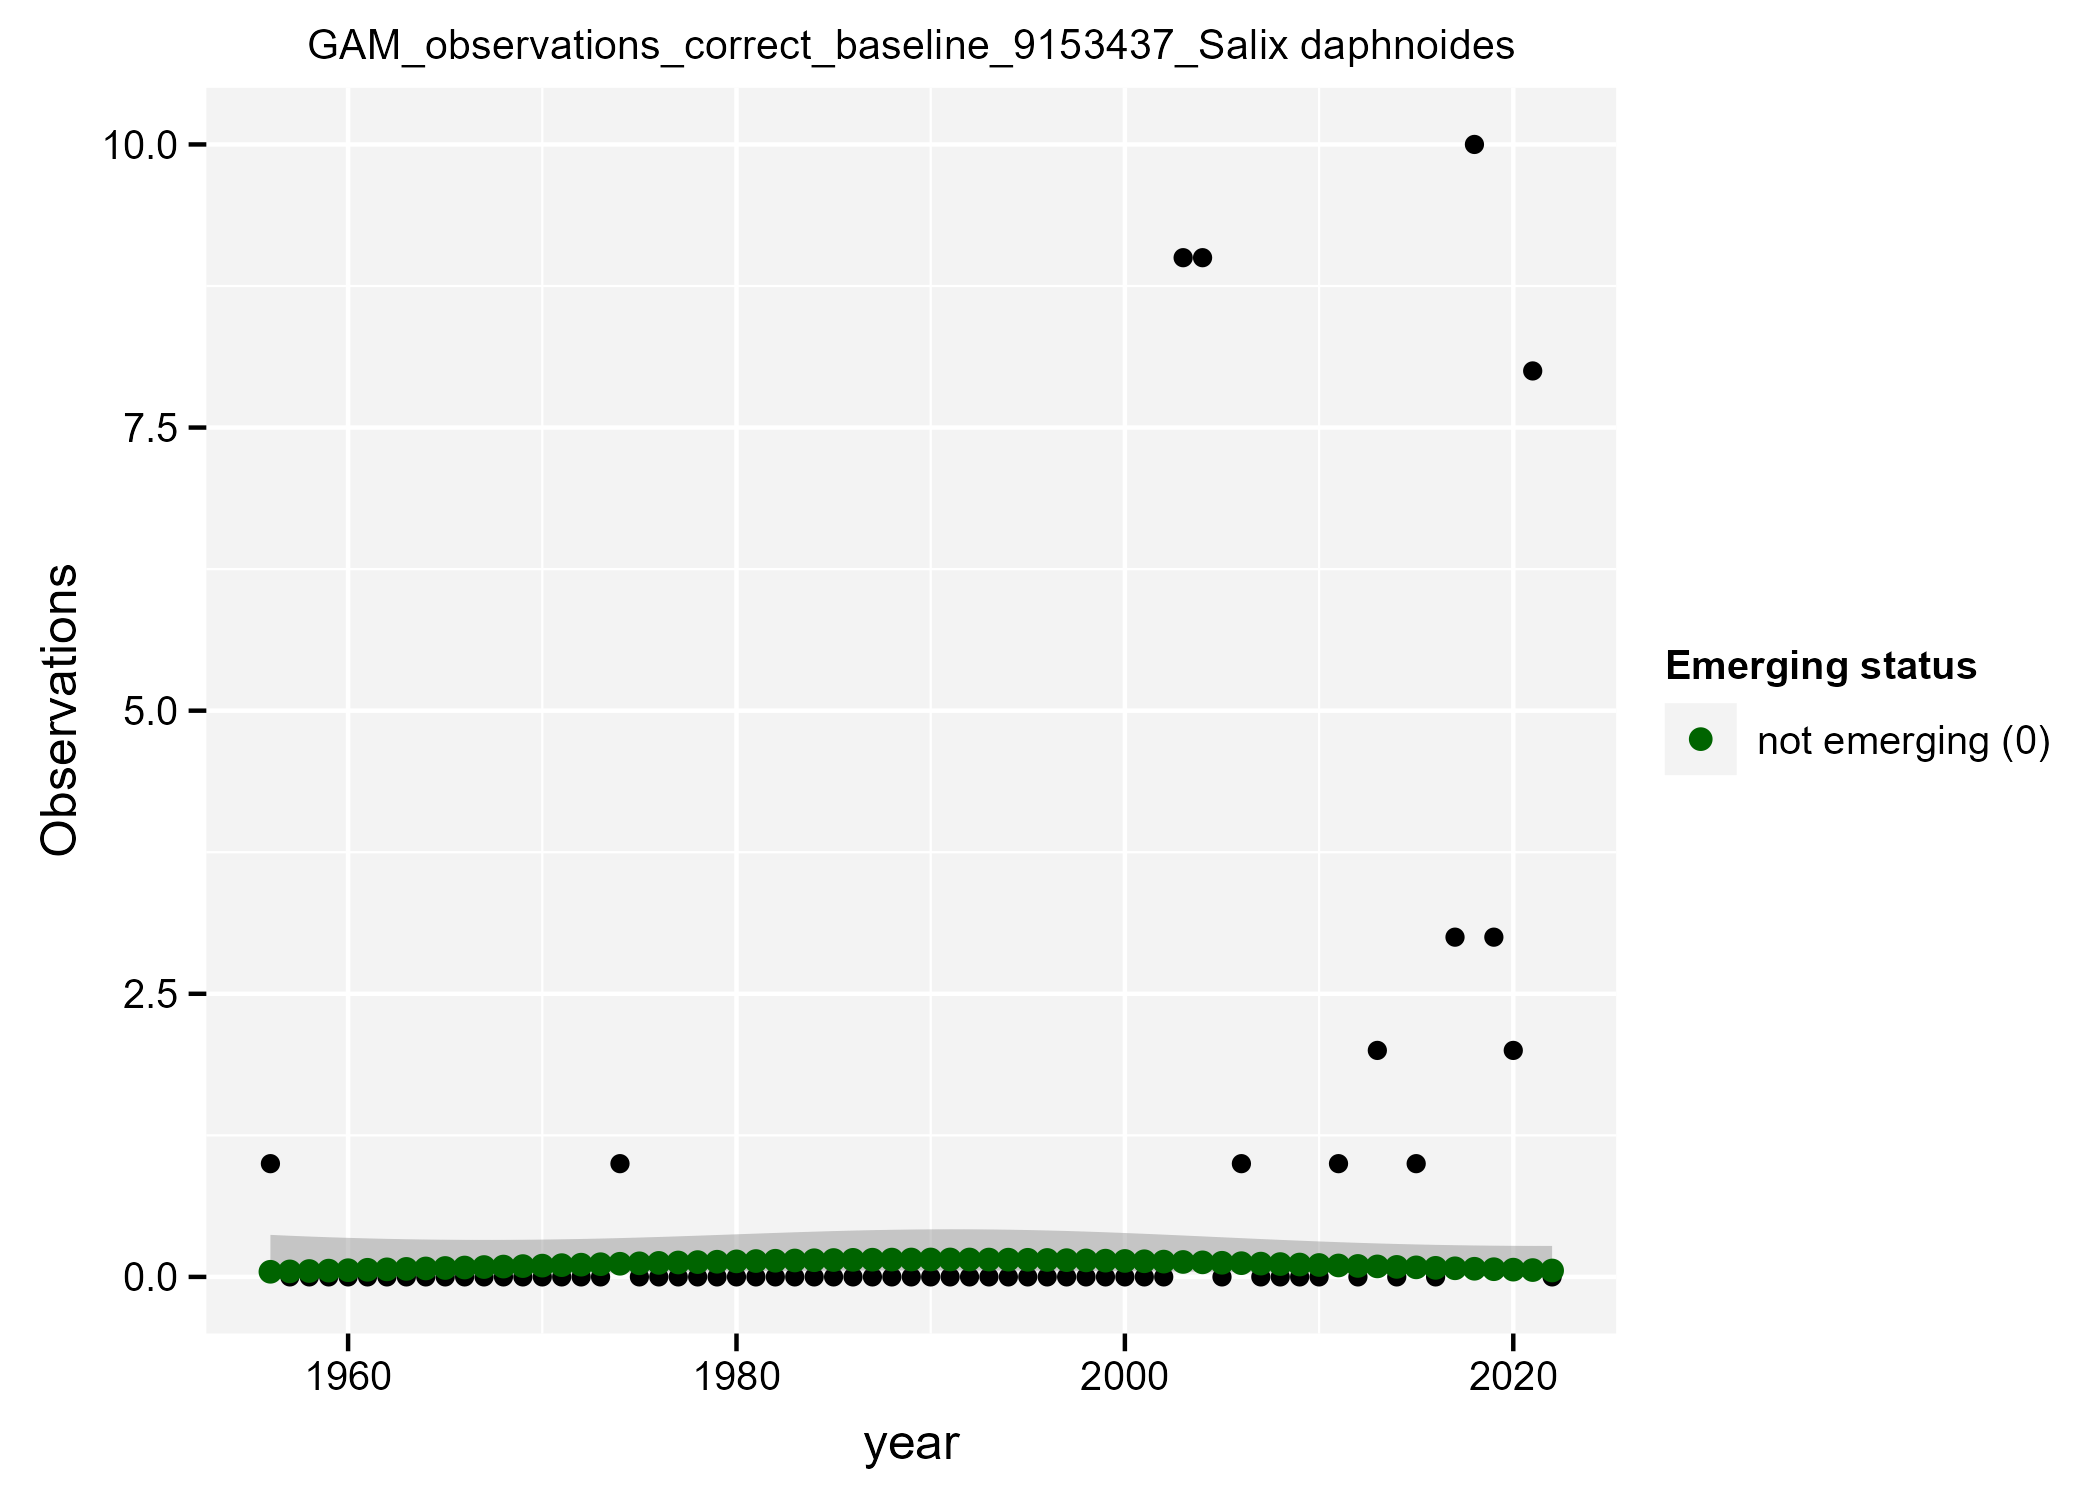 GAM_observations_correct_baseline_9153437_Salix daphnoides
10.0
7.5
5.0
2.5
0.0
Observations
1960 1980 2000 2020
year
Emerging status
not emerging (0)